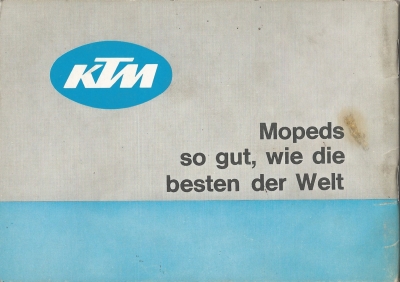 KTM
Mopeds
so gut, wie die
besten der Welt